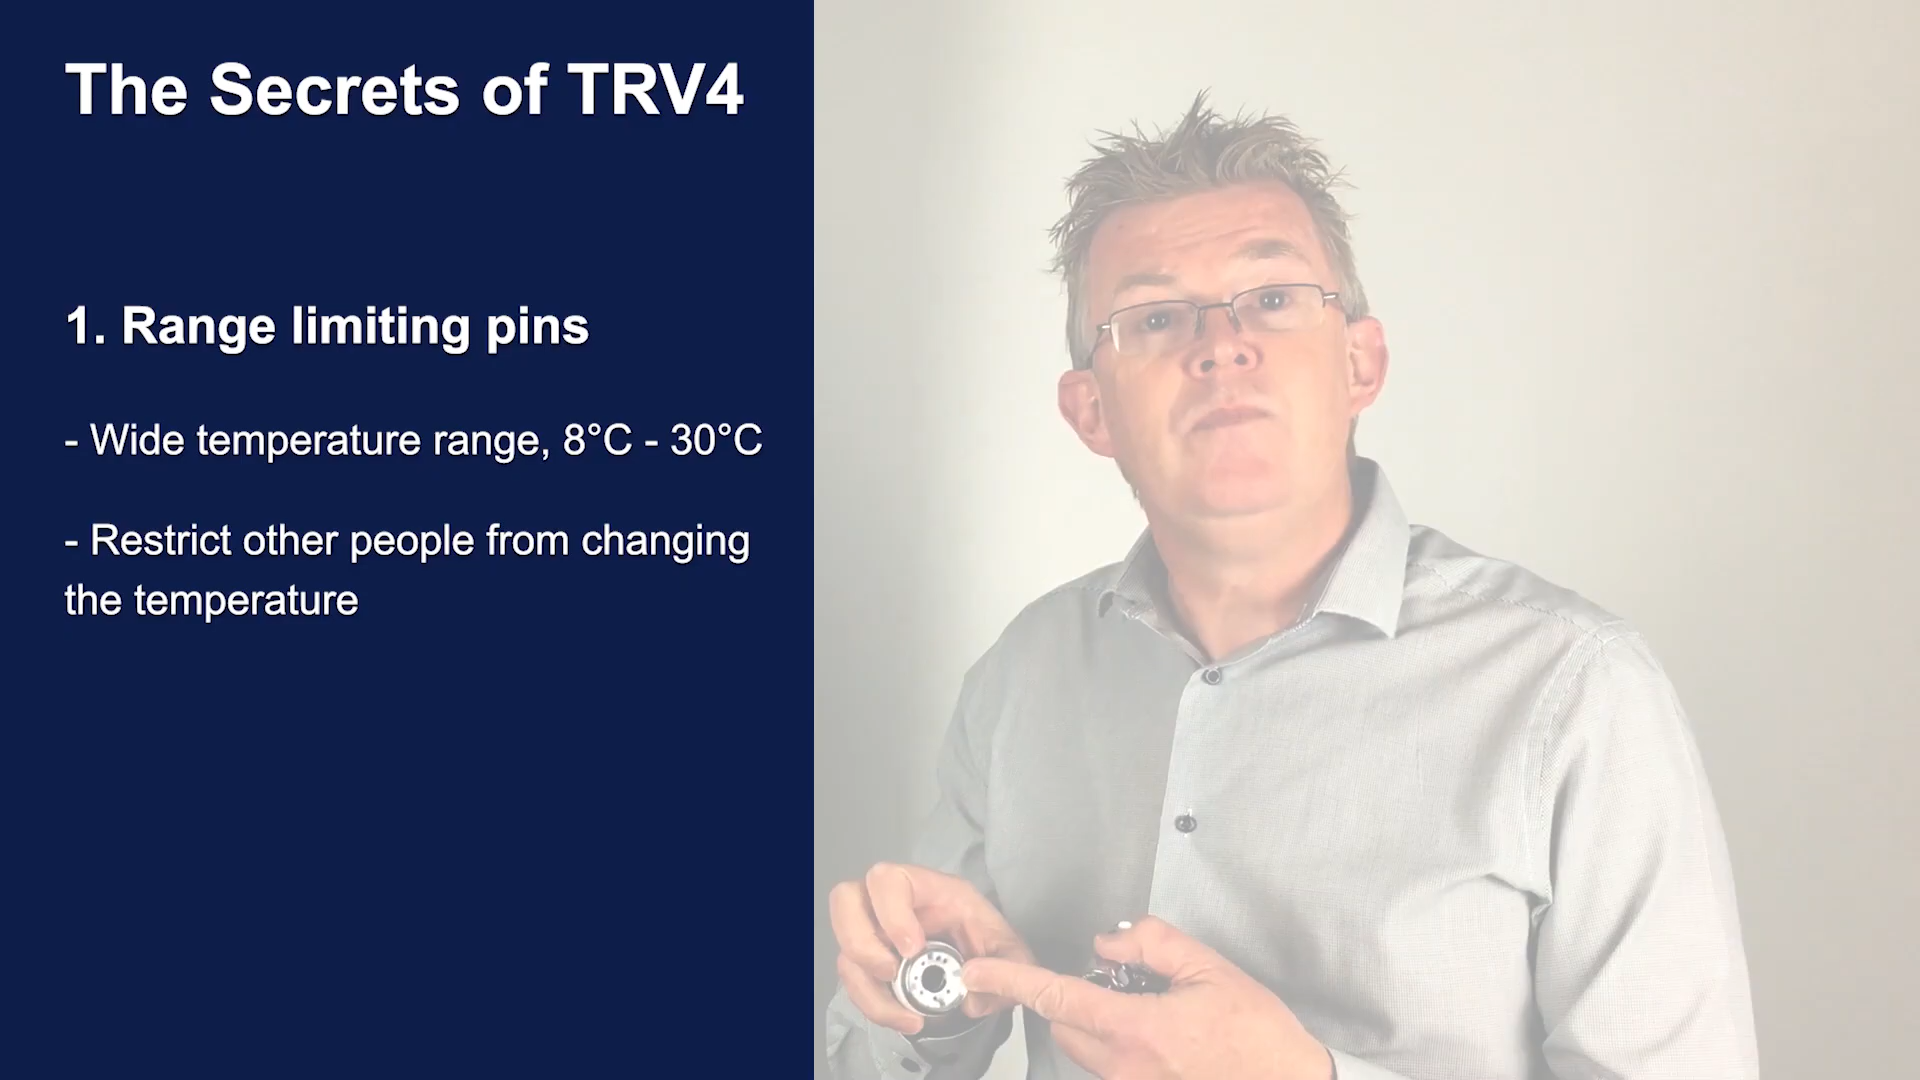 The Secrets of TRV4
1. Range limiting pins
- Wide temperature range, 8°C - 30°C
- Restrict other people from changing
the temperature